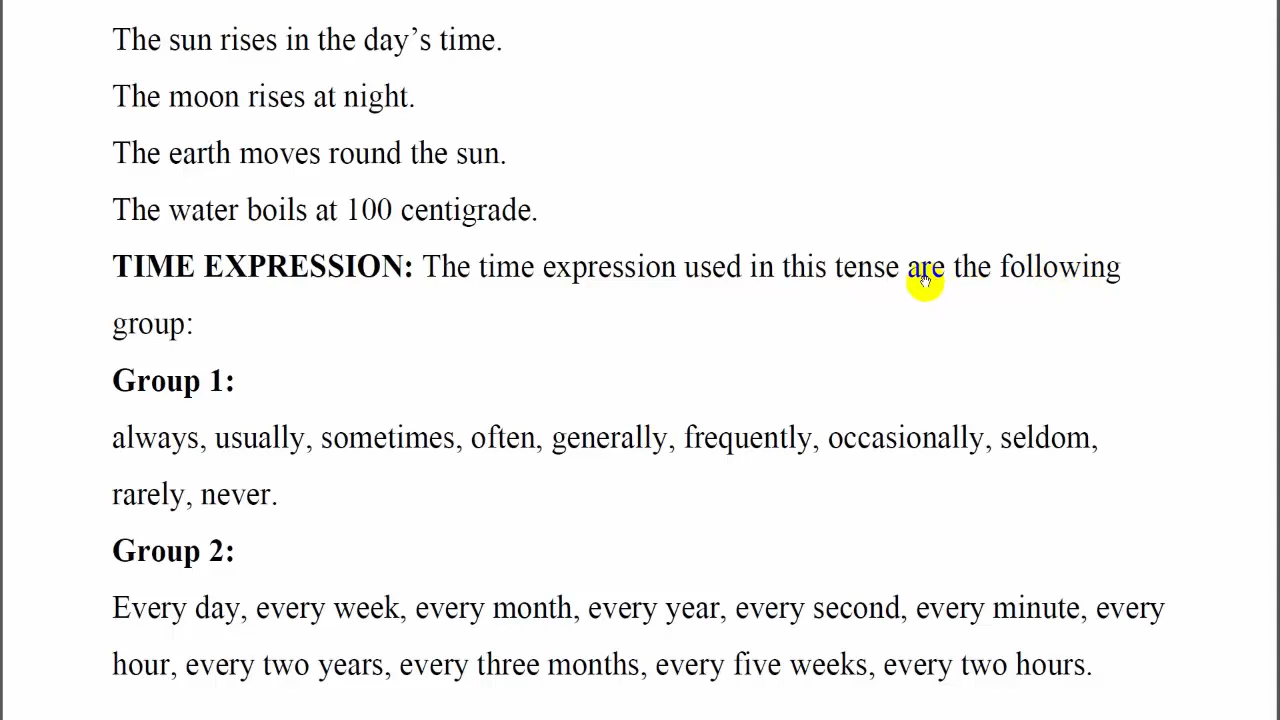 The sun rises in the day’s time.
The moon rises at night.
The earth moves round the sun.
The water boils at 100 centigrade.
TIME EXPRESSION: The time expression used in this tense are the following
group:
Group 1:
always, usually, sometimes, often, generally, frequently, occasionally, seldom,
rarely, never.
Group 2:
Every day, every week, every month, every year, every second, every minute, every
hour, every two years, every three months, every five weeks, every two hours.